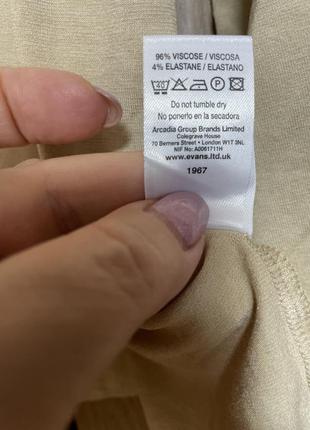 96% VISCOSE / VISCOSA
4% ELASTANE / ELASTANO
40 P
Do not tumble dry
No ponerlo en la secadora
Arcadia Group Brands Limited
Colegrave House
70 Berners Street - London W1T 3NL
NIF No: A0061711H
www.evans.ltd.uk
1967